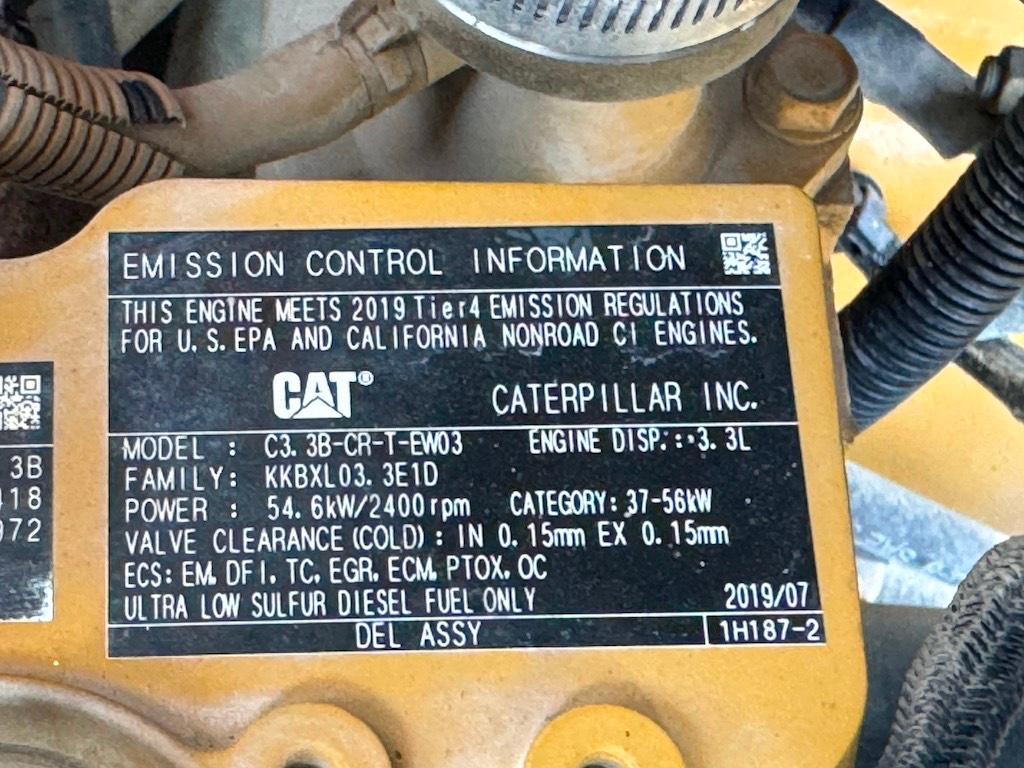 EMISSION CONTROL INFORMATION
THIS ENGINE MEETS 2019 Tier4 EMISSION REGULATIONS
FOR U.S.EPA AND CALIFORNIA NONROAD CI ENGINES.
CAT® CATERPILLAR INC.
MODEL : C3.3B-CR-T-EW03 ENGINE DISP.: 3.3L
FAMILY: KKBXL03.3E1D
POWER : 54.6kW/2400rpm CATEGORY: 37-56kW
VALVE CLEARANCE(COLD): IN 0.15mm EX 0.15mm
ECS: EM, DFI, TC, EGR, ECM, PTOX, OC
ULTRA LOW SULFUR DIESEL FUEL ONLY 2019/07
DEL ASSY 1H187-2
3B
418
972